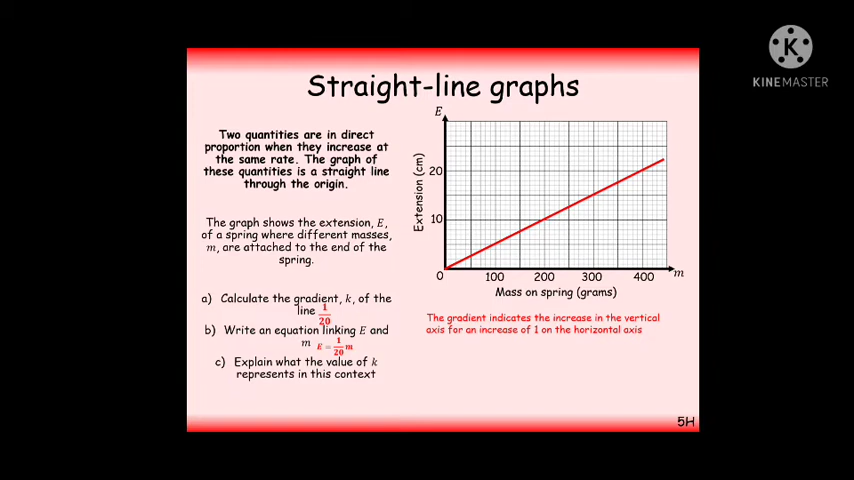 K
KINEMASTER
Straight-line graphs
Two quantities are in direct
proportion when they increase at
the same rate. The graph of
these quantities is a straight line
through the origin.
The graph shows the extension, E,
of a spring where different masses,
m, are attached to the end of the
spring.
a) Calculate the gradient, k, of the
line 1/20
b) Write an equation linking E and
m E = 1/20 m
c) Explain what the value of k
represents in this context
E
Extension (cm)
20
10
0 100 200 300 400 m
Mass on spring (grams)
The gradient indicates the increase in the vertical
axis for an increase of 1 on the horizontal axis
5H